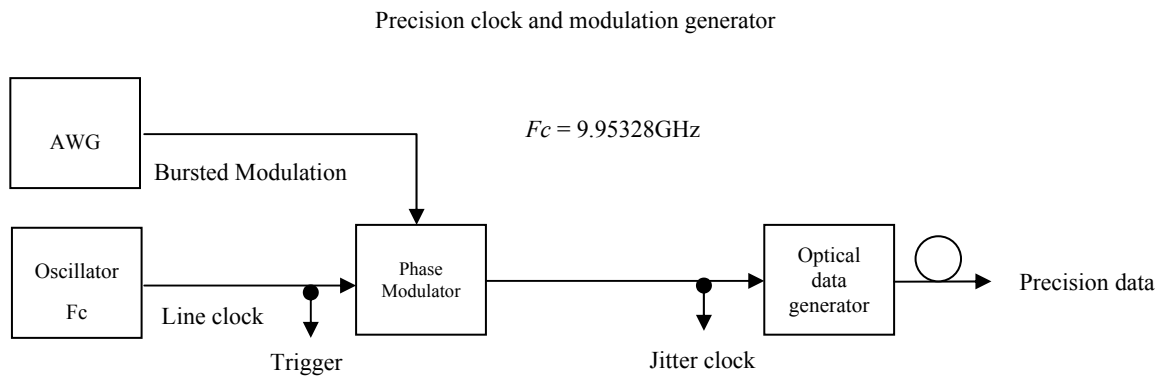 Precision clock and modulation generator
AWG
Fc = 9.95328GHz
Bursted Modulation
Oscillator
Fc
Line clock
Trigger
Phase
Modulator
Jitter clock
Optical
data
generator
Precision data